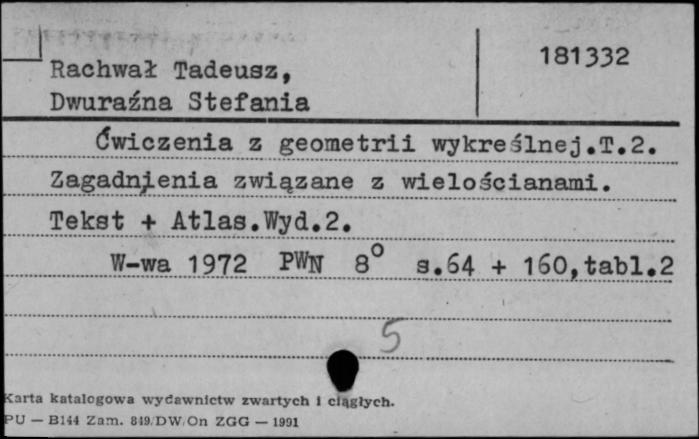 181332
Rachwał Tadeusz,
Dwuraźna Stefania
Ćwiczenia z geometrii wykreślnej.T.2.
Zagadnienia związane z wielościanami.
Tekst + Atlas.Wyd.2.
W-wa 1972 PWN 8° s.64 + 160,tabl.2
5
Karta katalogowa wydawnictw zwartych i ciągłych.
PU — B144 Zam. 849/DW/On ZGG — 1991